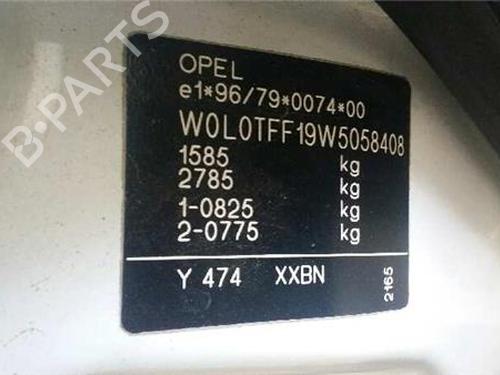 OPEL
e1*96/79*0074*00
W0L0TFF19W5058408
1585 kg
2785 kg
1-0825 kg
2-0775 kg
Y 474 XXBN
2165
B-PARTS